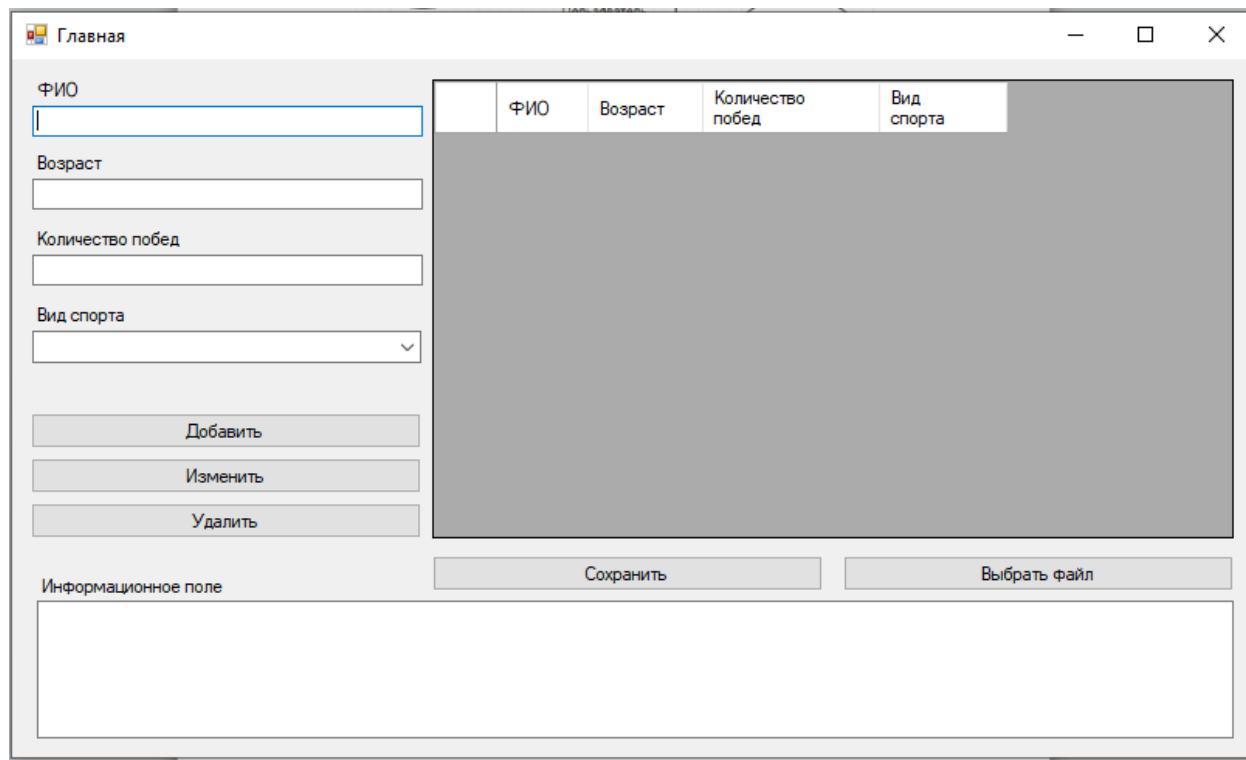 Главная
ФИО
Возраст
Количество побед
Вид спорта
Добавить
Изменить
Удалить
ФИО
Возраст
Количество
побед
Вид
спорта
Сохранить
Выбрать файл
Информационное поле